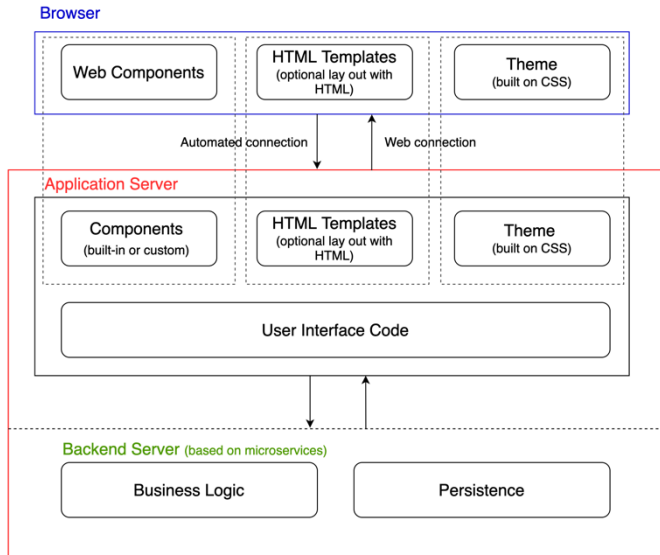 Browser
Web Components
HTML Templates
(optional lay out with
HTML)
Theme
(built on CSS)
Automated connection
Web connection
Application Server
Components
(built-in or custom)
HTML Templates
(optional lay out with
HTML)
Theme
(built on CSS)
User Interface Code
Backend Server (based on microservices)
Business Logic
Persistence